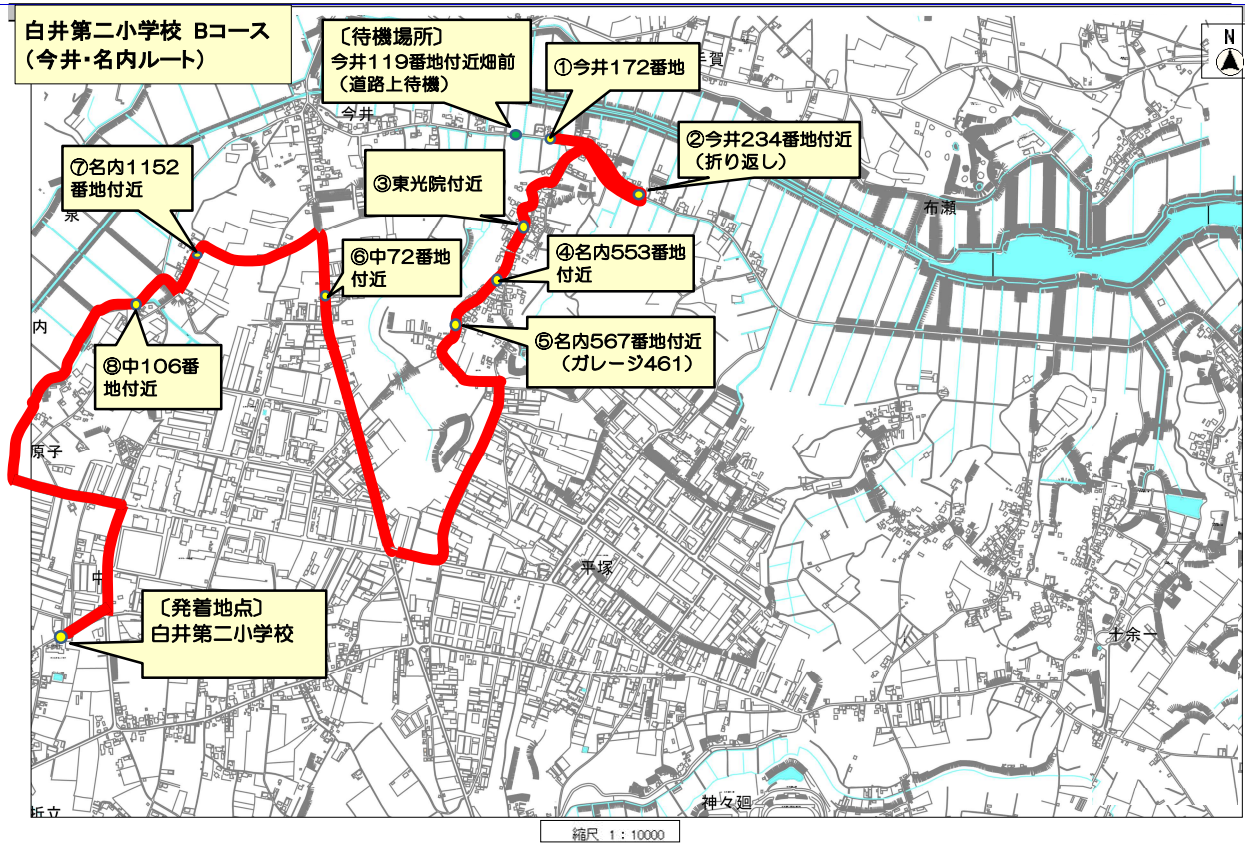 白井第二小学校 Bコース
(今井・名内ルート)
〔待機場所〕
今井119番地付近畑前
(道路上待機)
①今井172番地
N
②今井234番地付近
(折り返し)
今井
⑦名内1152
番地付近
③東光院付近
泉
布瀬
④名内553番地
付近
⑥中72番地
付近
内
⑤名内567番地付近
(ガレージ461)
⑧中106番
地付近
原子
平塚
中
〔発着地点〕
白井第二小学校
十余一
神々廻
折立
縮尺 1:10000